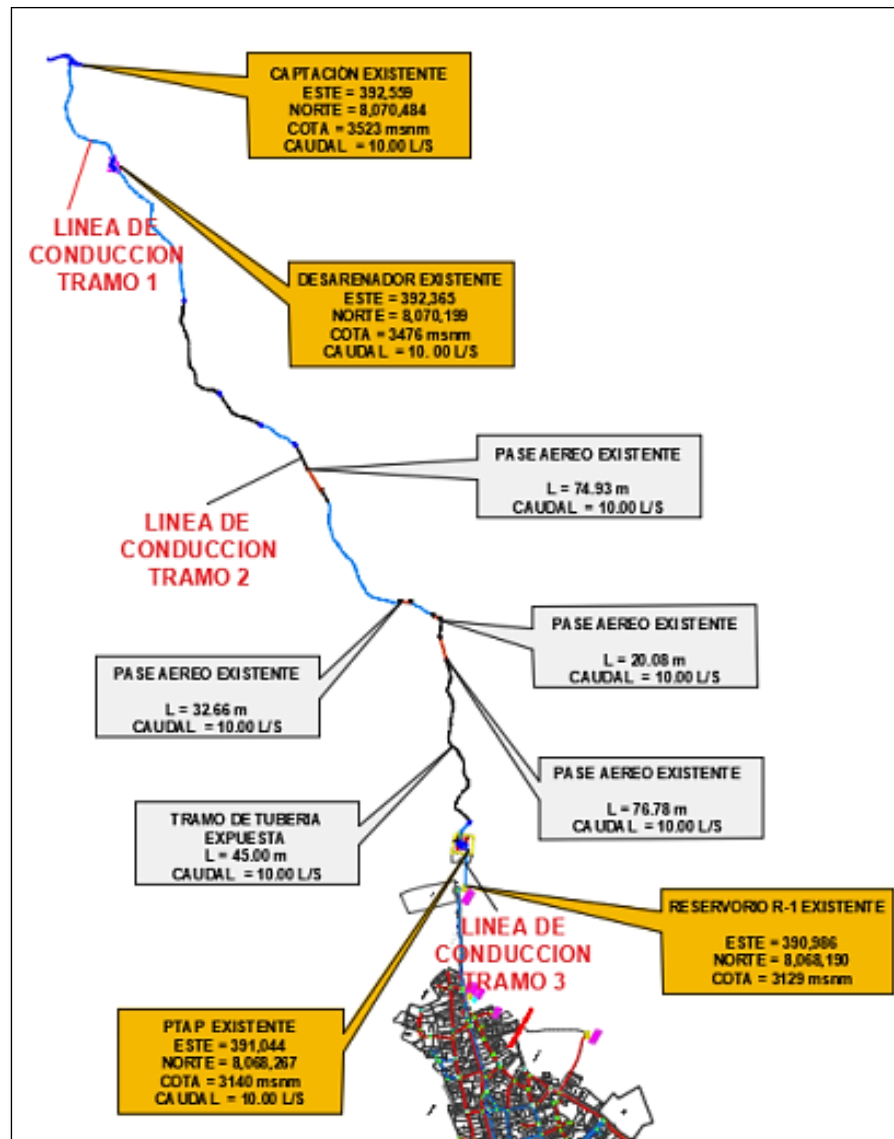 CAPTACIÓN EXISTENTE
ESTE = 392,559
NORTE = 8,070,484
COTA = 3523 msnm
CAUDAL = 10.00 L/S
LINEA DE
CONDUCCION
TRAMO 1
DESARENADOR EXISTENTE
ESTE = 392,365
NORTE = 8,070,199
COTA = 3476 msnm
CAUDAL = 10. 00 L/S
PASE AEREO EXISTENTE
L = 74.93 m
CAUDAL = 10.00 L/S
LINEA DE
CONDUCCION
TRAMO 2
PASE AEREO EXISTENTE
L = 20.08 m
CAUDAL = 10.00 L/S
PASE AEREO EXISTENTE
L = 32.66 m
CAUDAL = 10.00 L/S
PASE AEREO EXISTENTE
L = 76.78 m
CAUDAL = 10.00 L/S
TRAMO DE TUBERIA
EXPUESTA
L = 45.00 m
CAUDAL = 10.00 L/S
RESERVORIO R-1 EXISTENTE
ESTE = 390,986
NORTE = 8,068,190
COTA = 3129 msnm
LINEA DE
CONDUCCION
TRAMO 3
PTAP EXISTENTE
ESTE = 391,044
NORTE = 8,068,267
COTA = 3140 msnm
CAUDAL = 10.00 L/S